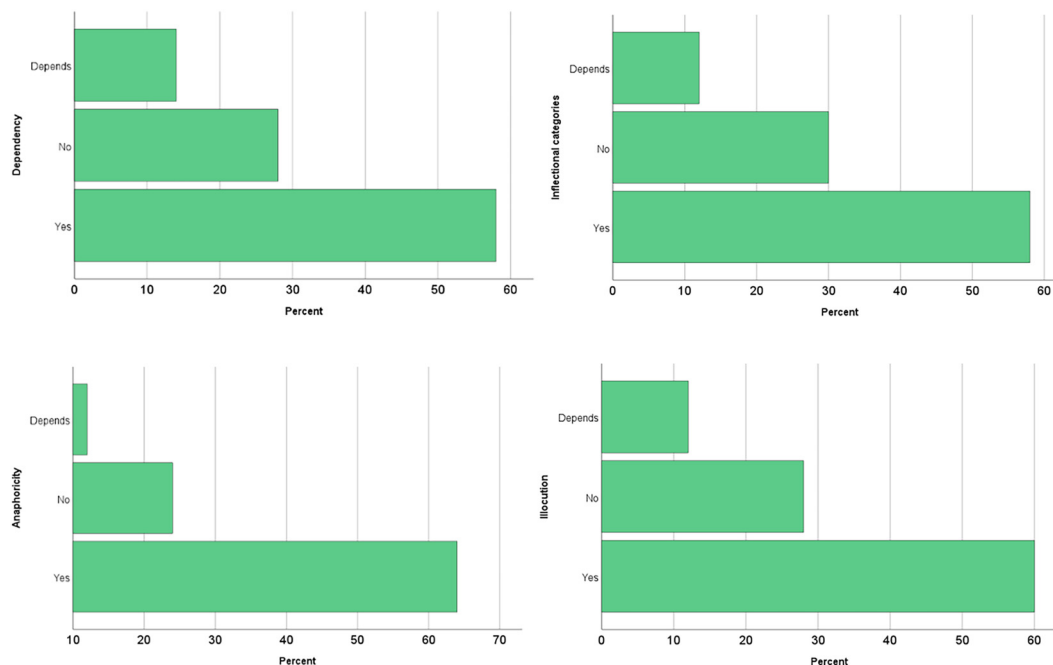 Dependency
Depends
No
Yes
0 10 20 30 40 50 60
Percent
Inflectional categories
Depends
No
Yes
0 10 20 30 40 50 60
Percent
Anaphoricity
Depends
No
Yes
10 20 30 40 50 60 70
Percent
Illocution
Depends
No
Yes
0 10 20 30 40 50 60
Percent